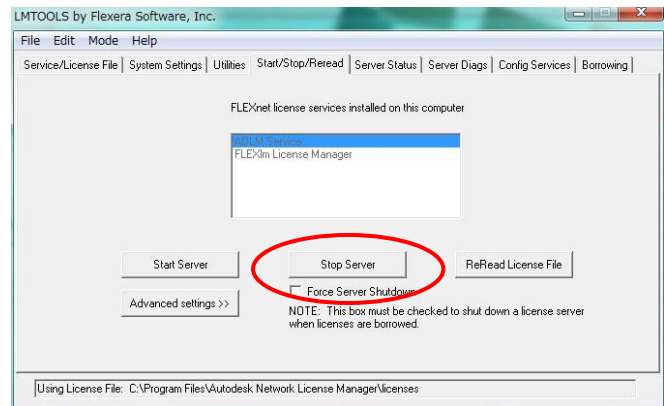 LMTOOLS by Flexera Software, Inc.
File Edit Mode Help
Service/License File System Settings Utilities Start/Stop/Reread Server Status Server Diags Config Services Borrowing
FLEXnet license services installed on this computer
ADLM Service
FLEXlm License Manager
Start Server Stop Server ReRead License File
Advanced settings >> Force Server Shutdown
NOTE: This box must be checked to shut down a license server
when licenses are borrowed.
Using License File: C:\Program Files\Autodesk Network License Manager\licenses